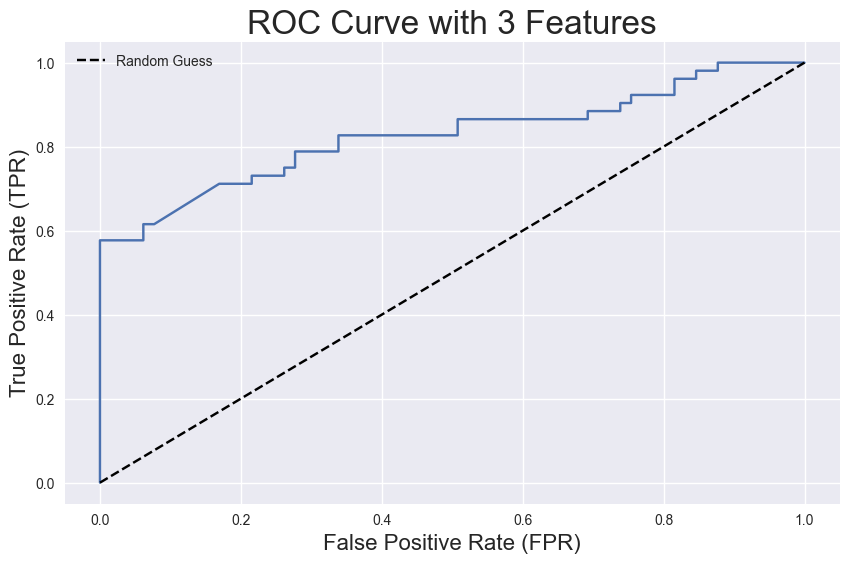 ROC Curve with 3 Features
Random Guess
1.0
0.8
0.6
0.4
0.2
0.0
True Positive Rate (TPR)
0.0 0.2 0.4 0.6 0.8 1.0
False Positive Rate (FPR)